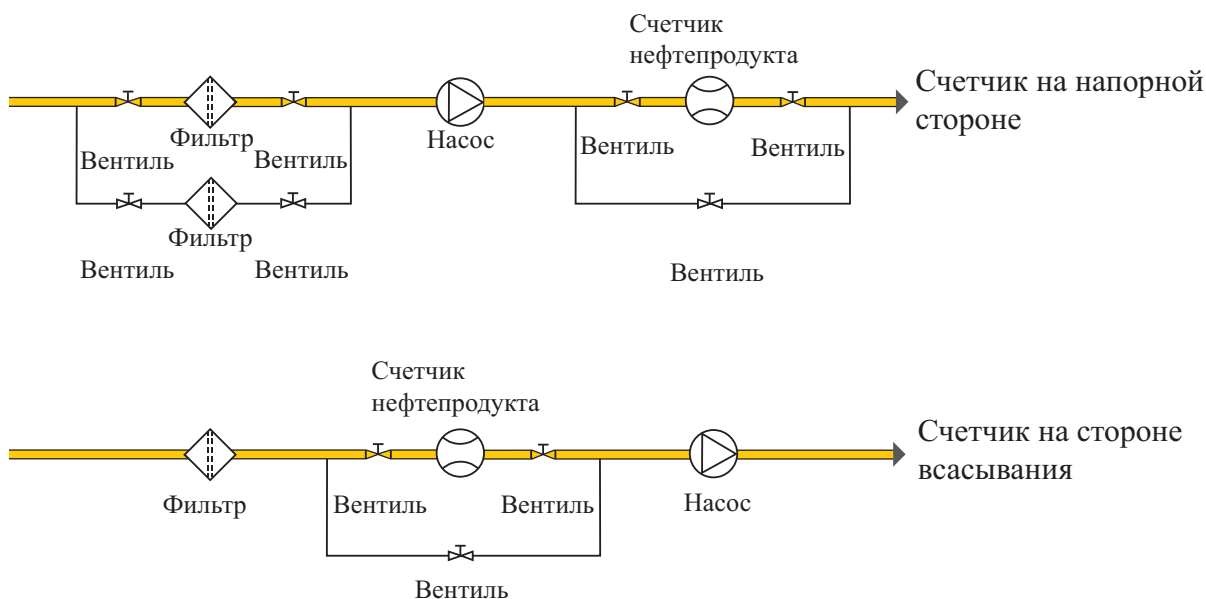 Счетчик
нефтепродукта
Счетчик на напорной
стороне
Фильтр
Насос
Вентиль
Вентиль
Вентиль
Вентиль
Фильтр
Вентиль
Вентиль
Вентиль
Счетчик
нефтепродукта
Счетчик на стороне
всасывания
Фильтр
Вентиль
Вентиль
Насос
Вентиль